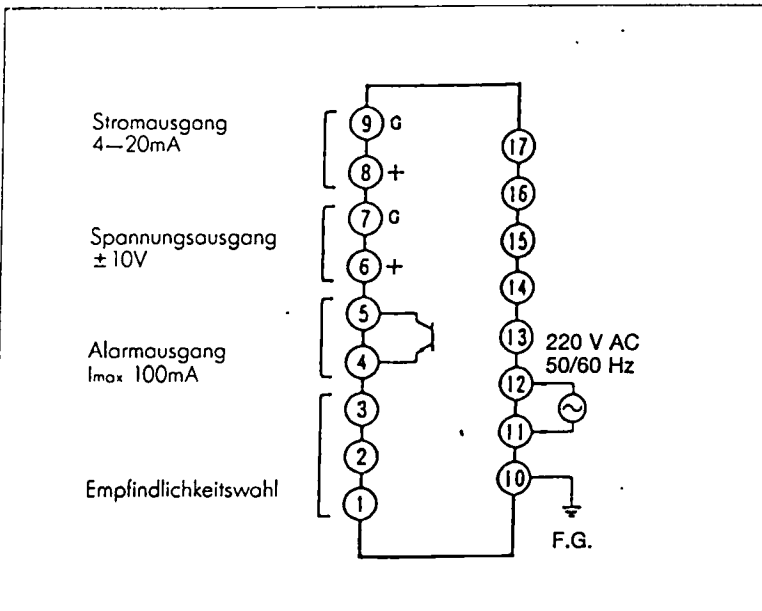 Stromausgang
4—20mA
Spannungsausgang
± 10V
Alarmausgang
Imax 100mA
Empfindlichkeitswahl
9 G
8 +
7 G
6 +
5
4
3
2
1
17
16
15
14
13
12
11
10
220 V AC
50/60 Hz
~
F.G.